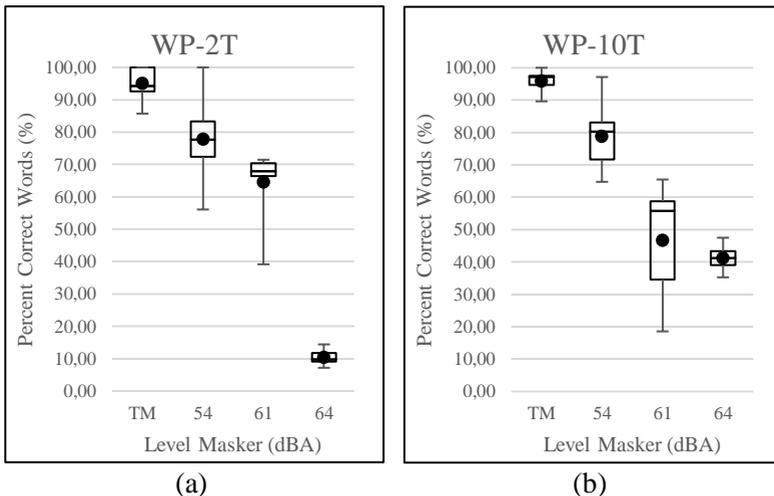 WP-2T
Percent Correct Words (%)
100,00
90,00
80,00
70,00
60,00
50,00
40,00
30,00
20,00
10,00
0,00
TM 54 61 64
Level Masker (dBA)
(a)
WP-10T
Percent Correct Words (%)
100,00
90,00
80,00
70,00
60,00
50,00
40,00
30,00
20,00
10,00
0,00
TM 54 61 64
Level Masker (dBA)
(b)